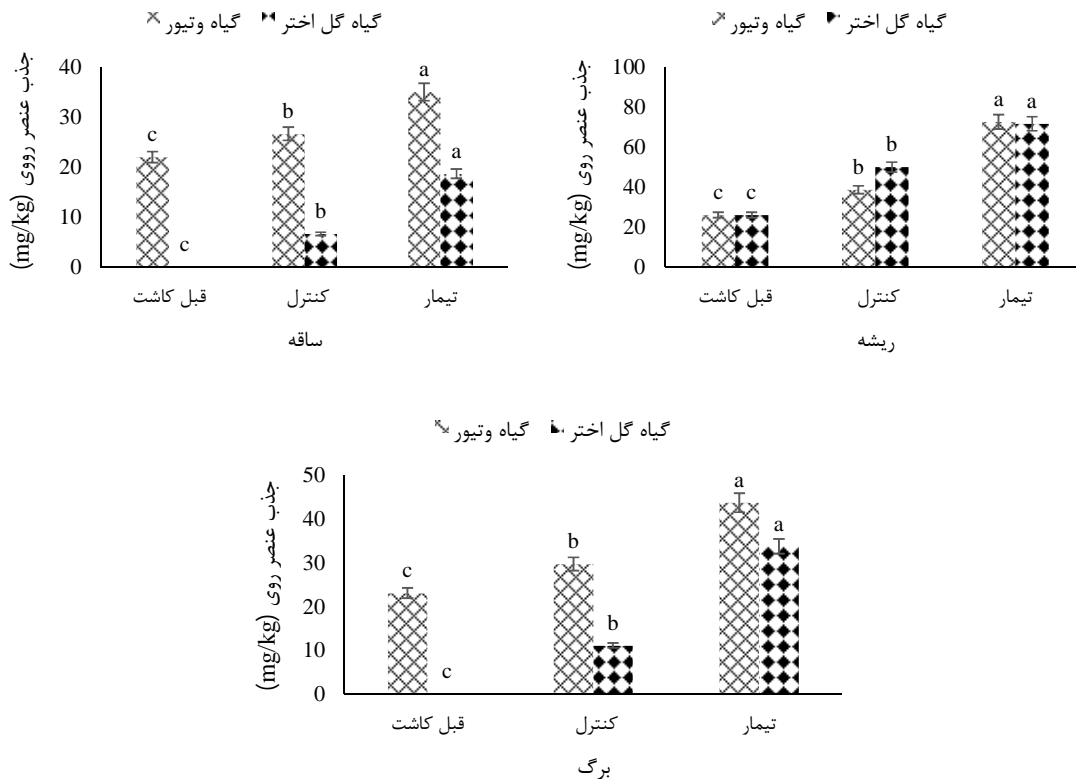 گیاه وتیور گیاه گل اختر
جذب عنصر رووی (mg/kg)
40
30
20
10
0
c
c
b
b
a
a
قبل کاشت کنترل تیمار
ساقه
گیاه وتیور گیاه گل اختر
جذب عنصر روی (mg/kg)
100
80
60
40
20
0
c
c
b
b
a
a
قبل کاشت کنترل تیمار
ریشه
گیاه وتیور گیاه گل اختر
جذب عنصر روی (mg/kg)
50
40
30
20
10
0
c
c
b
b
a
a
قبل کاشت کنترل تیمار
برگ